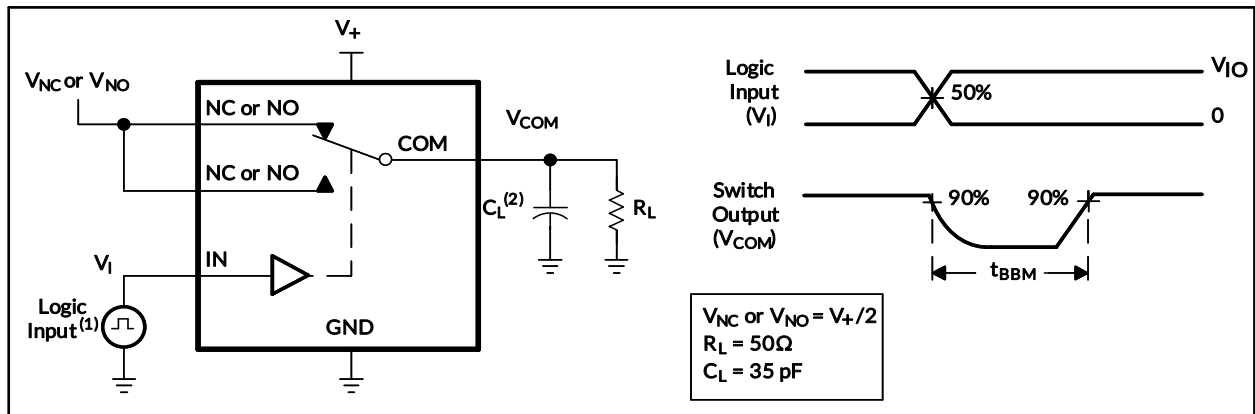 V+
VNC or VNO
NC or NO
VCOM
COM
NC or NO
CL(2)
RL
VI
IN
Logic
Input(1)
GND
Logic
Input
(VI)
50%
VIO
0
Switch
Output
(VCOM)
90%
90%
tBBM
VNC or VNO = V+/2
RL = 50Ω
CL = 35 pF